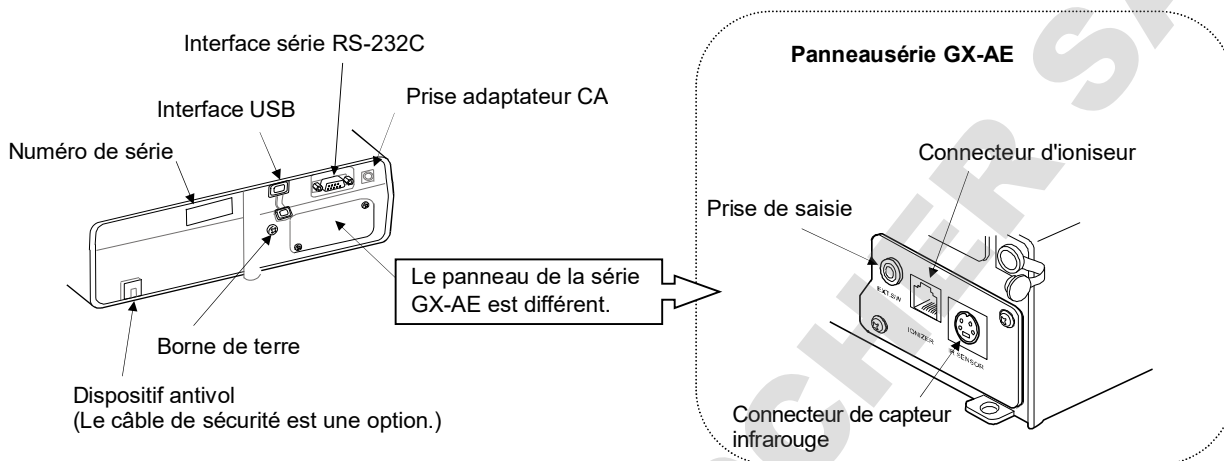 Interface série RS-232C
Interface USB
Prise adaptateur CA
Numéro de série
Borne de terre
Dispositif antivol
(Le câble de sécurité est une option.)
Le panneau de la série
GX-AE est différent.
Panneausérie GX-AE
Connecteur d'ioniseur
Prise de saisie
EXT.SW
IONIZER
IR SENSOR
Connecteur de capteur
infrarouge